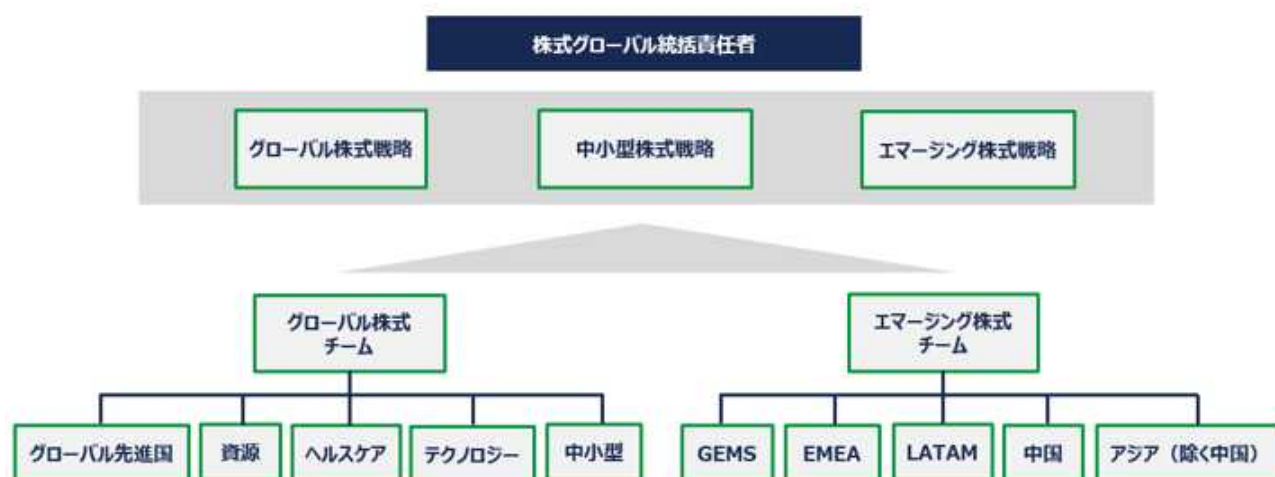 株式グローバル統括責任者
グローバル株式戦略
中小型株式戦略
エマージング株式戦略
グローバル株式
チーム
エマージング株式
チーム
グローバル先進国
資源
ヘルスケア
テクノロジー
中小型
GEMS
EMEA
LATAM
中国
アジア（除く中国）